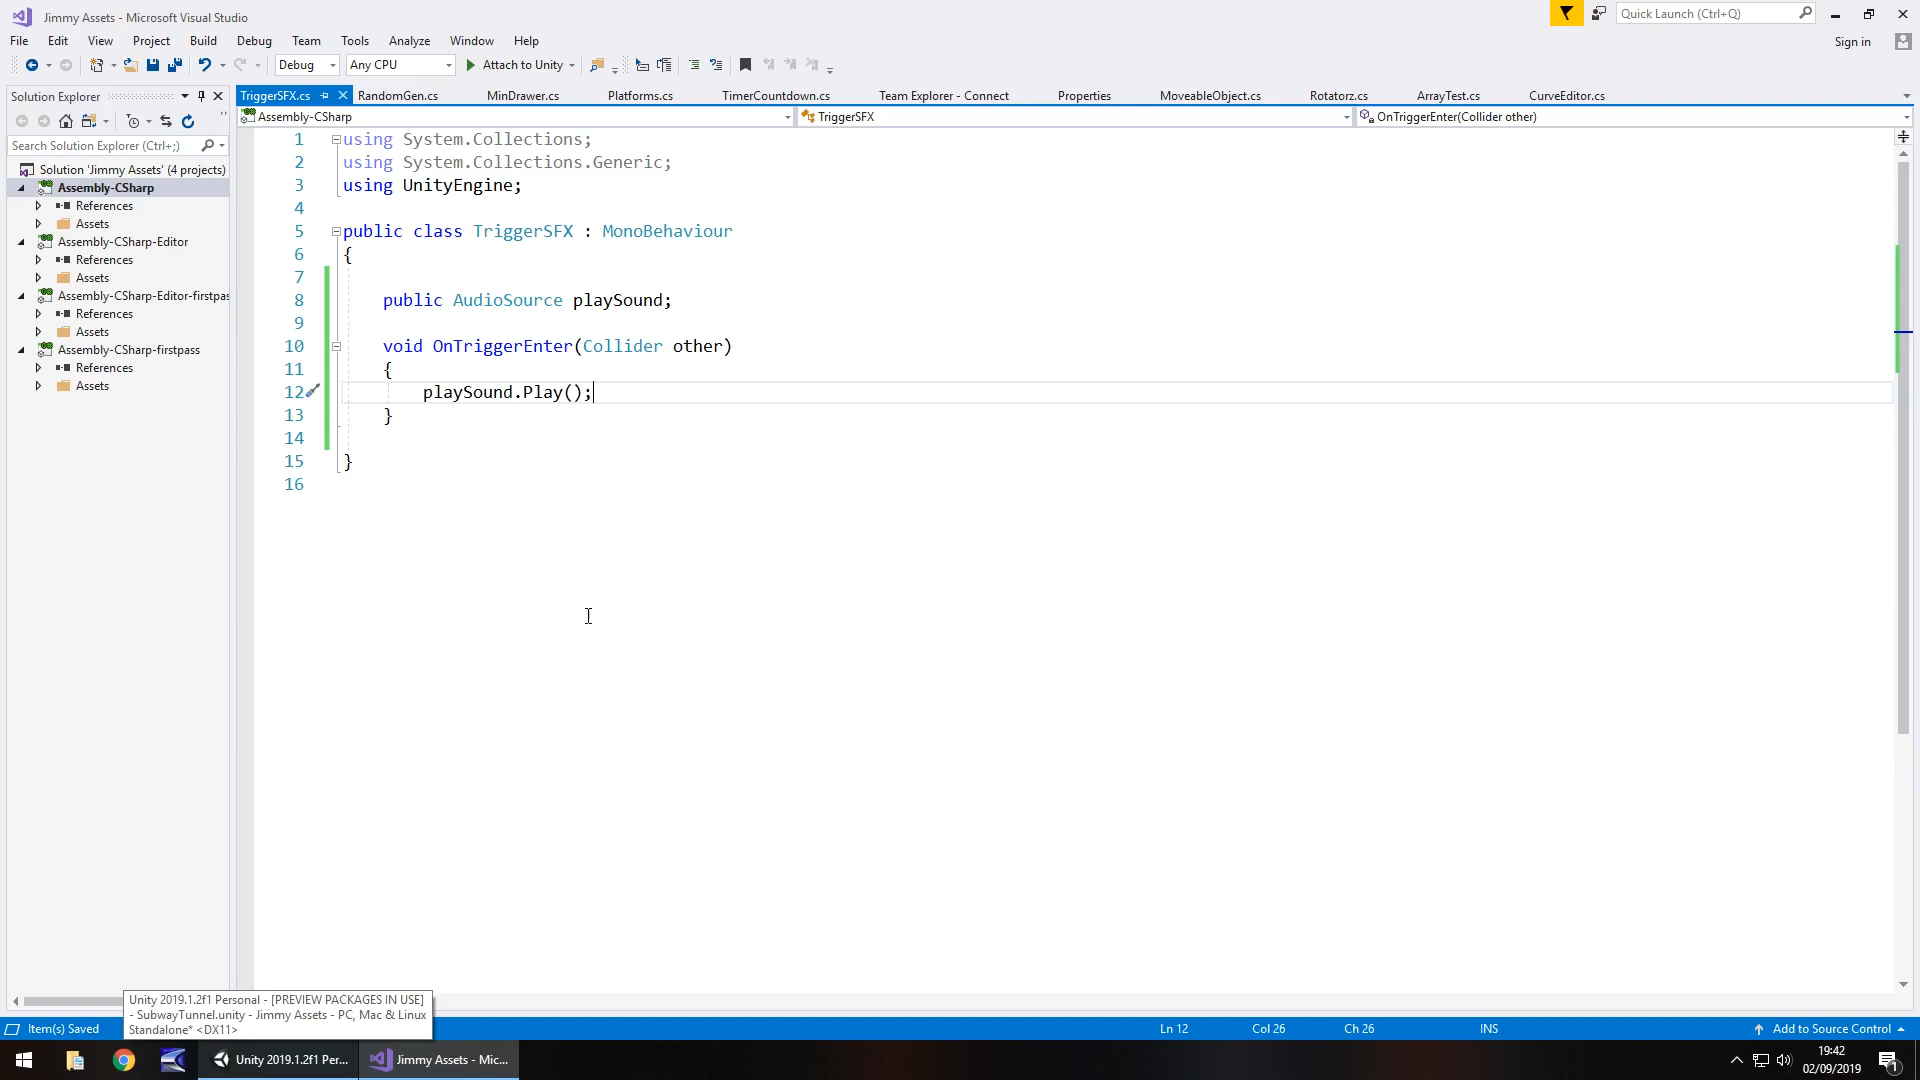 Jimmy Assets - Microsoft Visual Studio
Quick Launch (Ctrl+Q)
File Edit View Project Build Debug Team Tools Analyze Window Help
Sign in
Debug Any CPU Attach to Unity
Solution Explorer
TriggerSFX.cs RandomGen.cs MinDrawer.cs Platforms.cs TimerCountdown.cs Team Explorer - Connect Properties MoveableObject.cs Rotatorz.cs ArrayTest.cs CurveEditor.cs
Assembly-CSharp TriggerSFX OnTriggerEnter(Collider other)
Search Solution Explorer (Ctrl+;)
Solution 'Jimmy Assets' (4 projects)
Assembly-CSharp
References
Assets
Assembly-CSharp-Editor
References
Assets
Assembly-CSharp-Editor-firstpas
References
Assets
Assembly-CSharp-firstpass
References
Assets
1 using System.Collections;
2 using System.Collections.Generic;
3 using UnityEngine;
4
5 public class TriggerSFX : MonoBehaviour
6 {
7
8 public AudioSource playSound;
9
10 void OnTriggerEnter(Collider other)
11 {
12 playSound.Play();
13 }
14
15 }
16
Unity 2019.1.2f1 Personal - [PREVIEW PACKAGES IN USE]
- SubwayTunnel.unity - Jimmy Assets - PC, Mac & Linux
Standalone* <DX11>
Item(s) Saved Ln 12 Col 26 Ch 26 INS Add to Source Control
Unity 2019.1.2f1 Per... Jimmy Assets - Mic...
19:42
02/09/2019
1